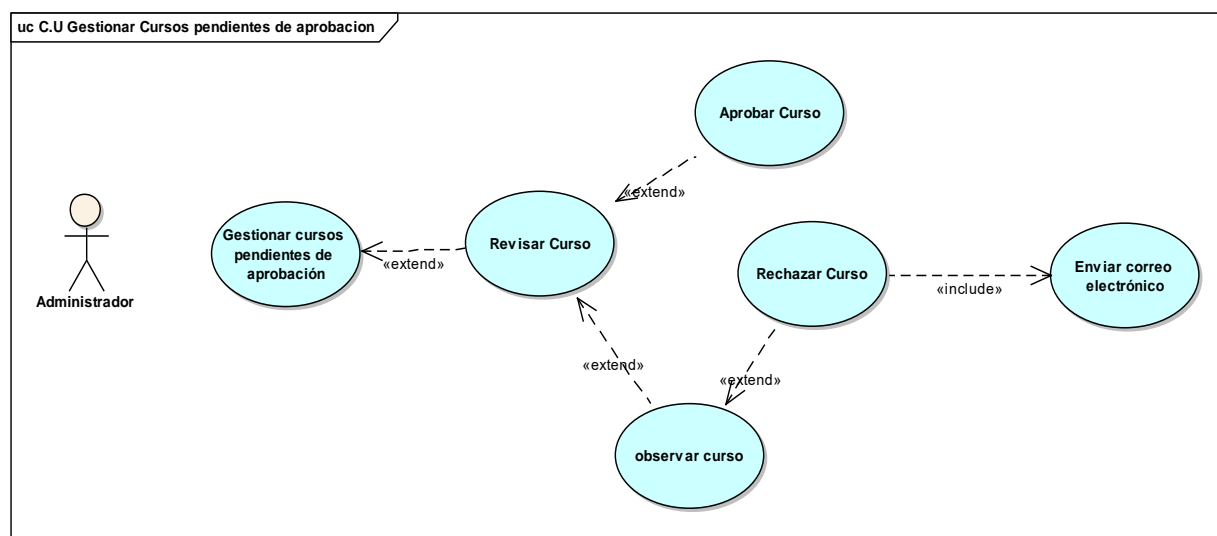 uc C.U Gestionar Cursos pendientes de aprobacion
Aprobar Curso
«extend»
Gestionar cursos
pendientes de
aprobación
«extend»
Revisar Curso
Rechazar Curso
«include»
Enviar correo
electrónico
Administrador
«extend»
«extend»
observar curso